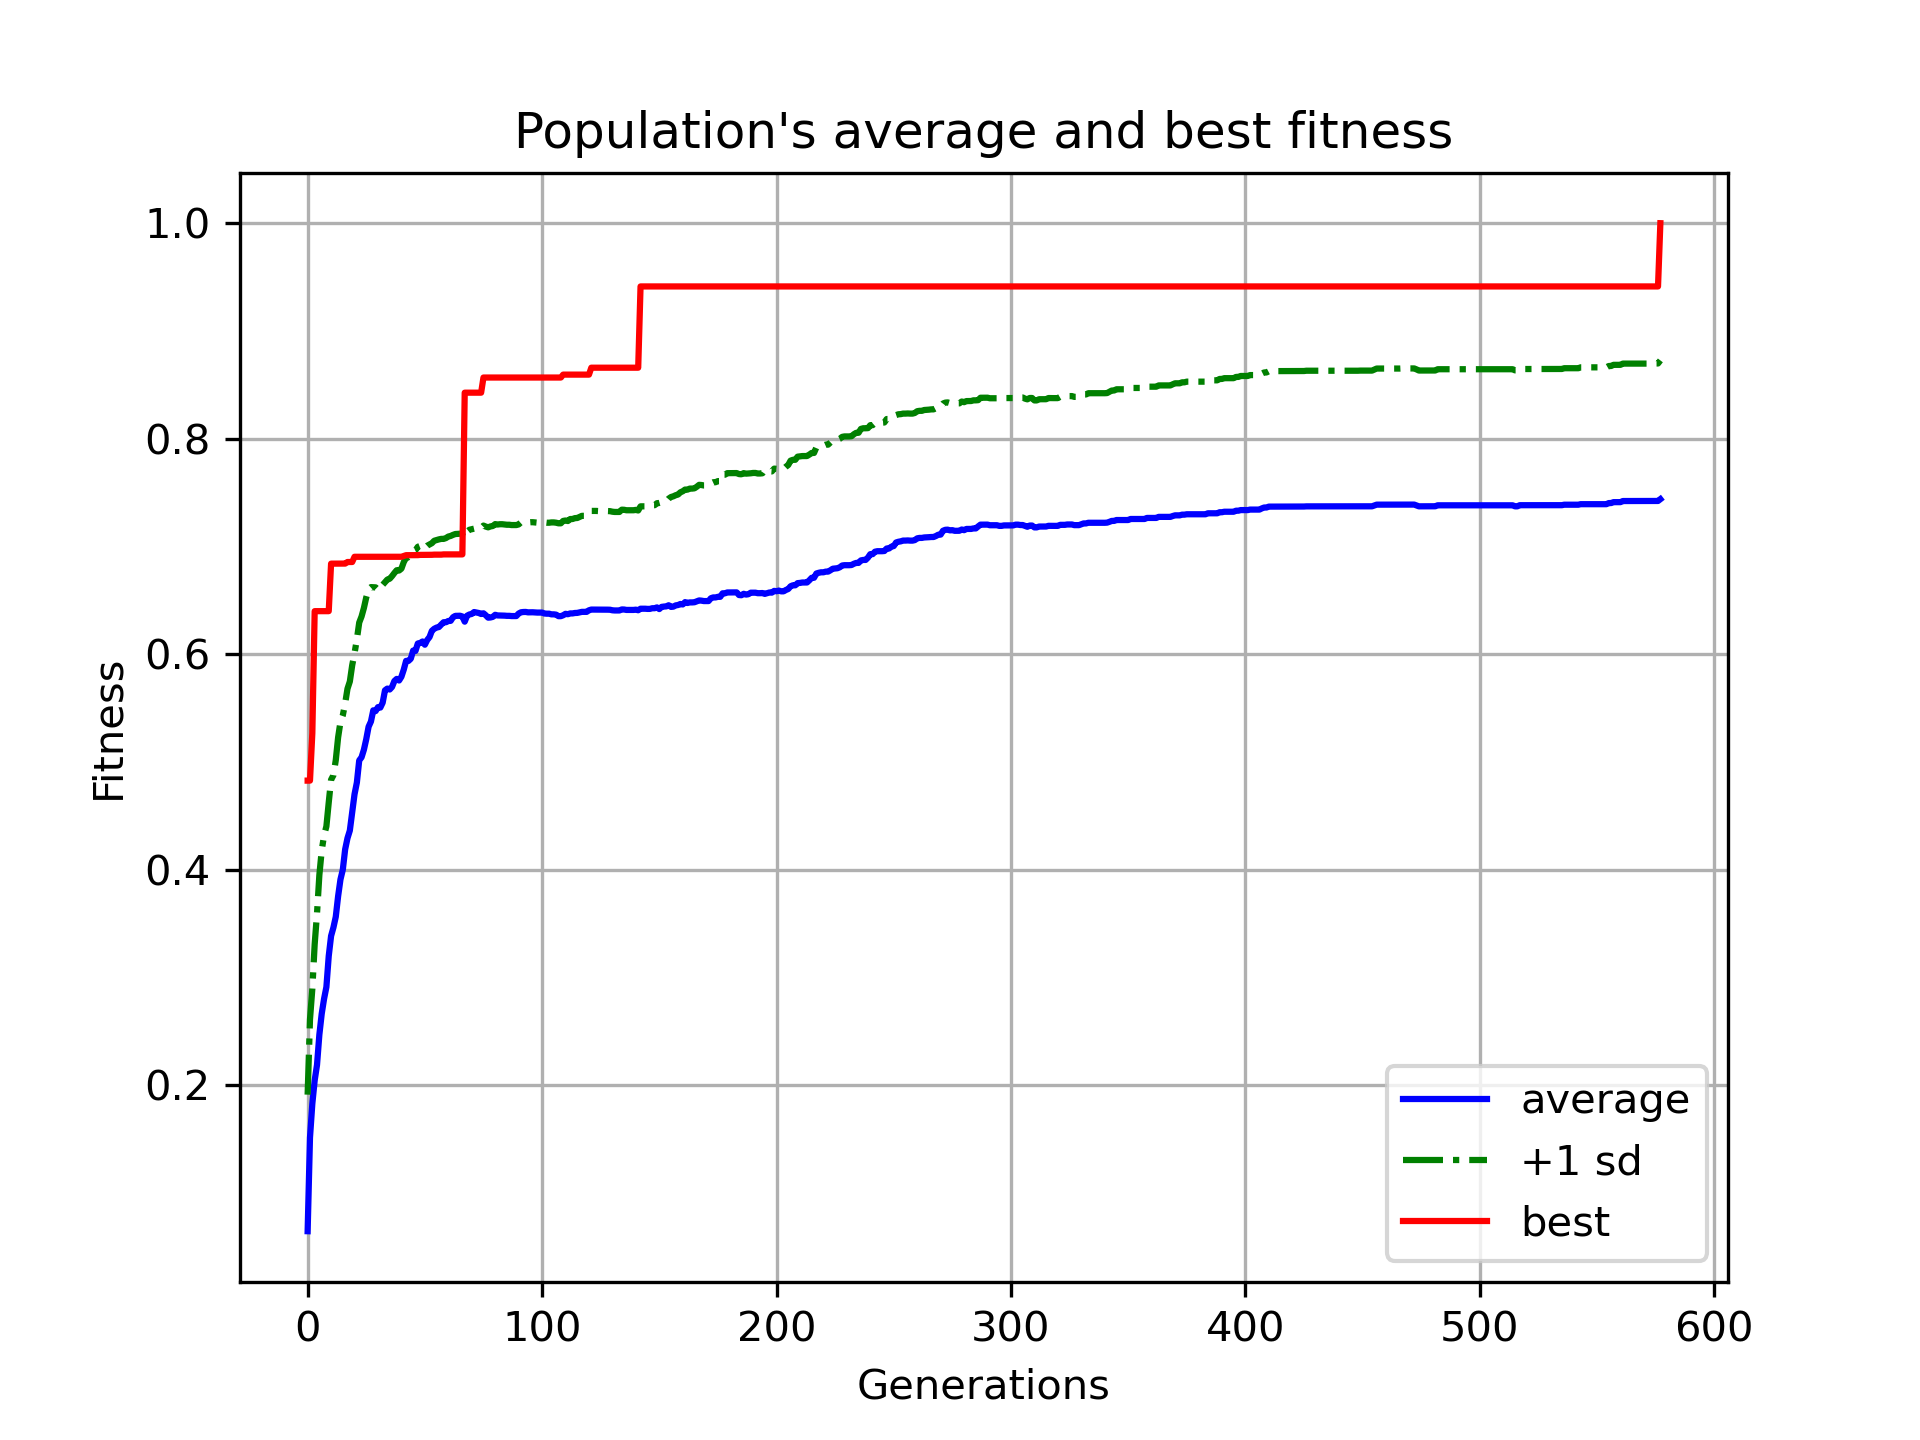 Population's average and best fitness
1.0
0.8
0.6
0.4
0.2
Fitness
average
+1 sd
best
0 100 200 300 400 500 600
Generations